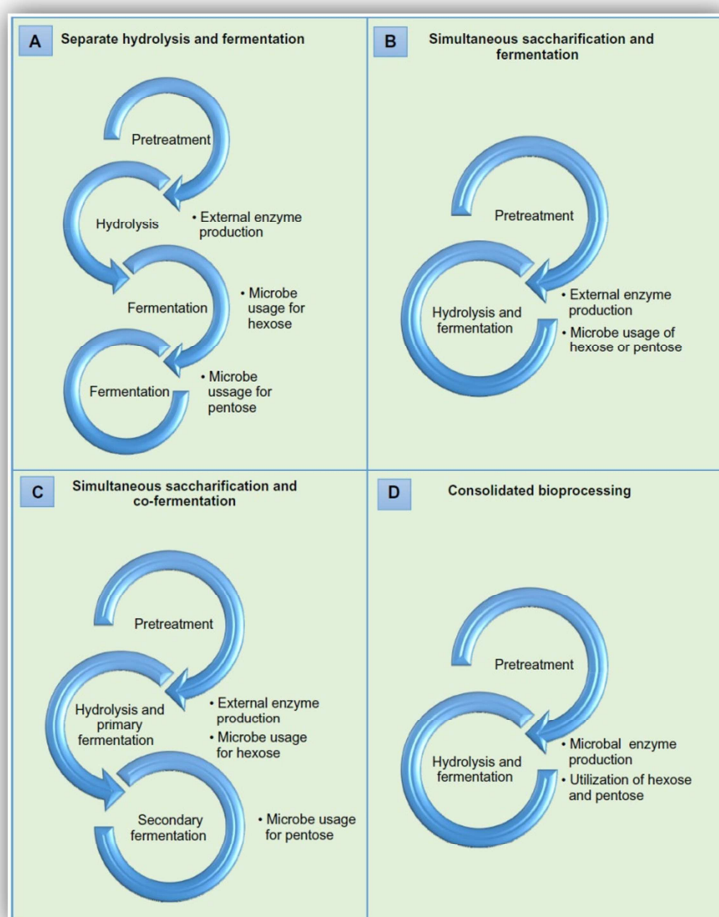 A
Separate hydrolysis and fermentation
Pretreatment
Hydrolysis
• External enzyme
production
Fermentation
• Microbe
usage for
hexose
Fermentation
• Microbe
ussage for
pentose
B
Simultaneous saccharification and
fermentation
Pretreatment
Hydrolysis and
fermentation
• External enzyme
production
• Microbe usage of
hexose or pentose
C
Simultaneous saccharification and
co-fermentation
Pretreatment
Hydrolysis and
primary
fermentation
• External enzyme
production
• Microbe usage
for hexose
Secondary
fermentation
• Microbe usage
for pentose
D
Consolidated bioprocessing
Pretreatment
Hydrolysis and
fermentation
• Microbal enzyme
production
• Utilization of hexose
and pentose